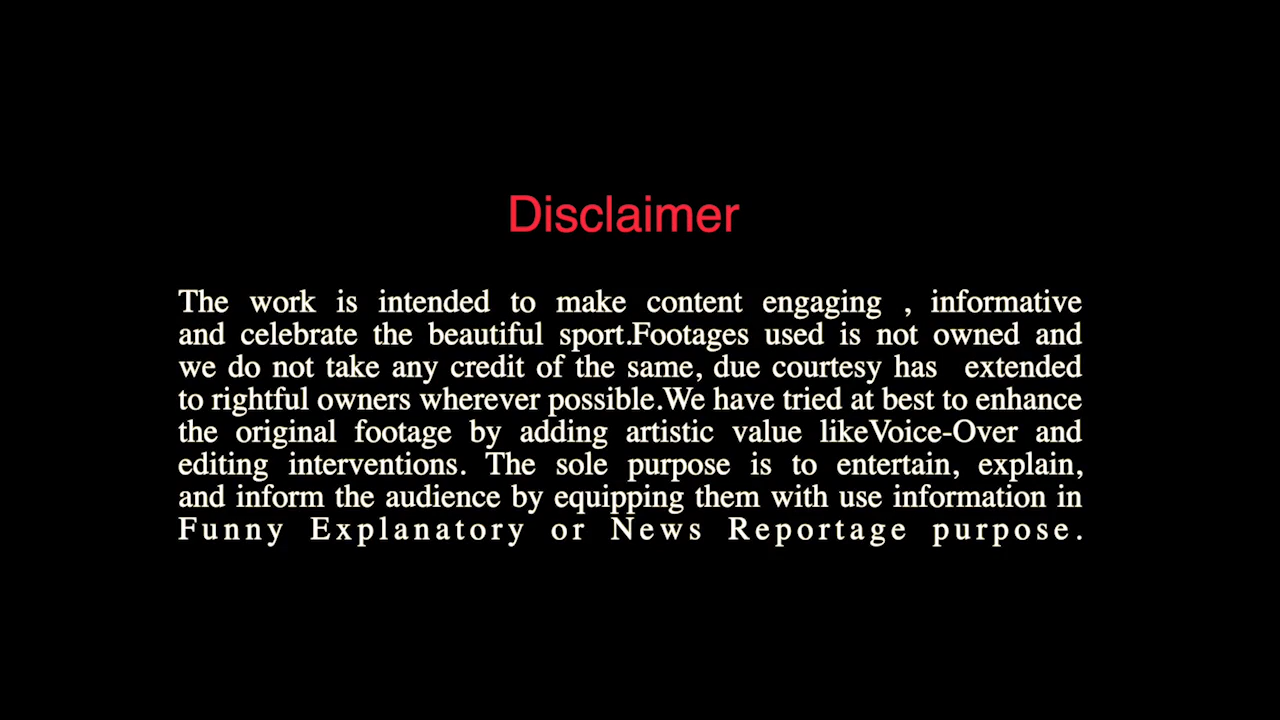 Disclaimer
The work is intended to make content engaging , informative
and celebrate the beautiful sport.Footages used is not owned and
we do not take any credit of the same, due courtesy has extended
to rightful owners wherever possible.We have tried at best to enhance
the original footage by adding artistic value likeVoice-Over and
editing interventions. The sole purpose is to entertain, explain,
and inform the audience by equipping them with use information in
Funny Explanatory or News Reportage purpose.